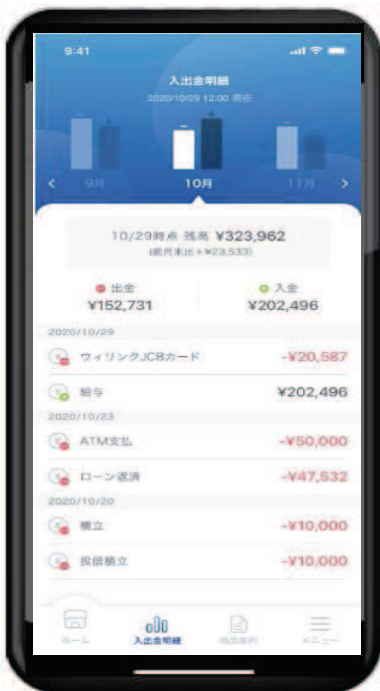 9:41
入出金明細
2020/10/29 12:00 現在
9月
10月
11月
10/29時点 残高 ¥323,962
(前月末比+¥23,533)
出金
入金
¥152,731
¥202,496
2020/10/29
ウィリンクJCBカード
-¥20,587
給与
¥202,496
2020/10/23
ATM支払
-¥50,000
ローン返済
-¥47,532
2020/10/20
積立
-¥10,000
投信積立
-¥10,000
ホーム
入出金明細
商品案内
メニュー